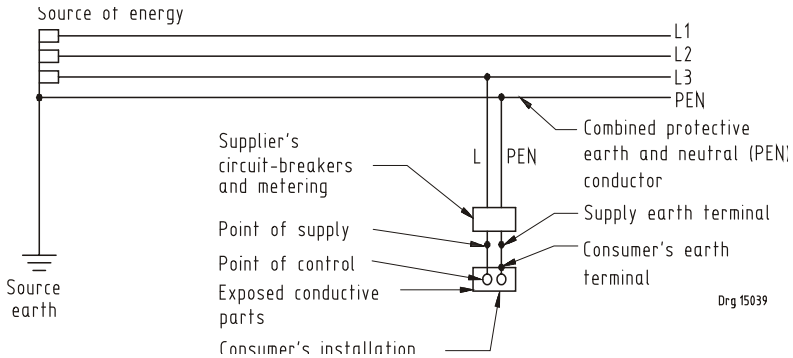 Source of energy
L1
L2
L3
PEN
Combined protective
earth and neutral (PEN)
conductor
Supplier's
circuit-breakers
and metering
L
PEN
Supply earth terminal
Point of supply
Consumer's earth
terminal
Point of control
Exposed conductive
parts
Source
earth
Drg 15039
Consumer's installation